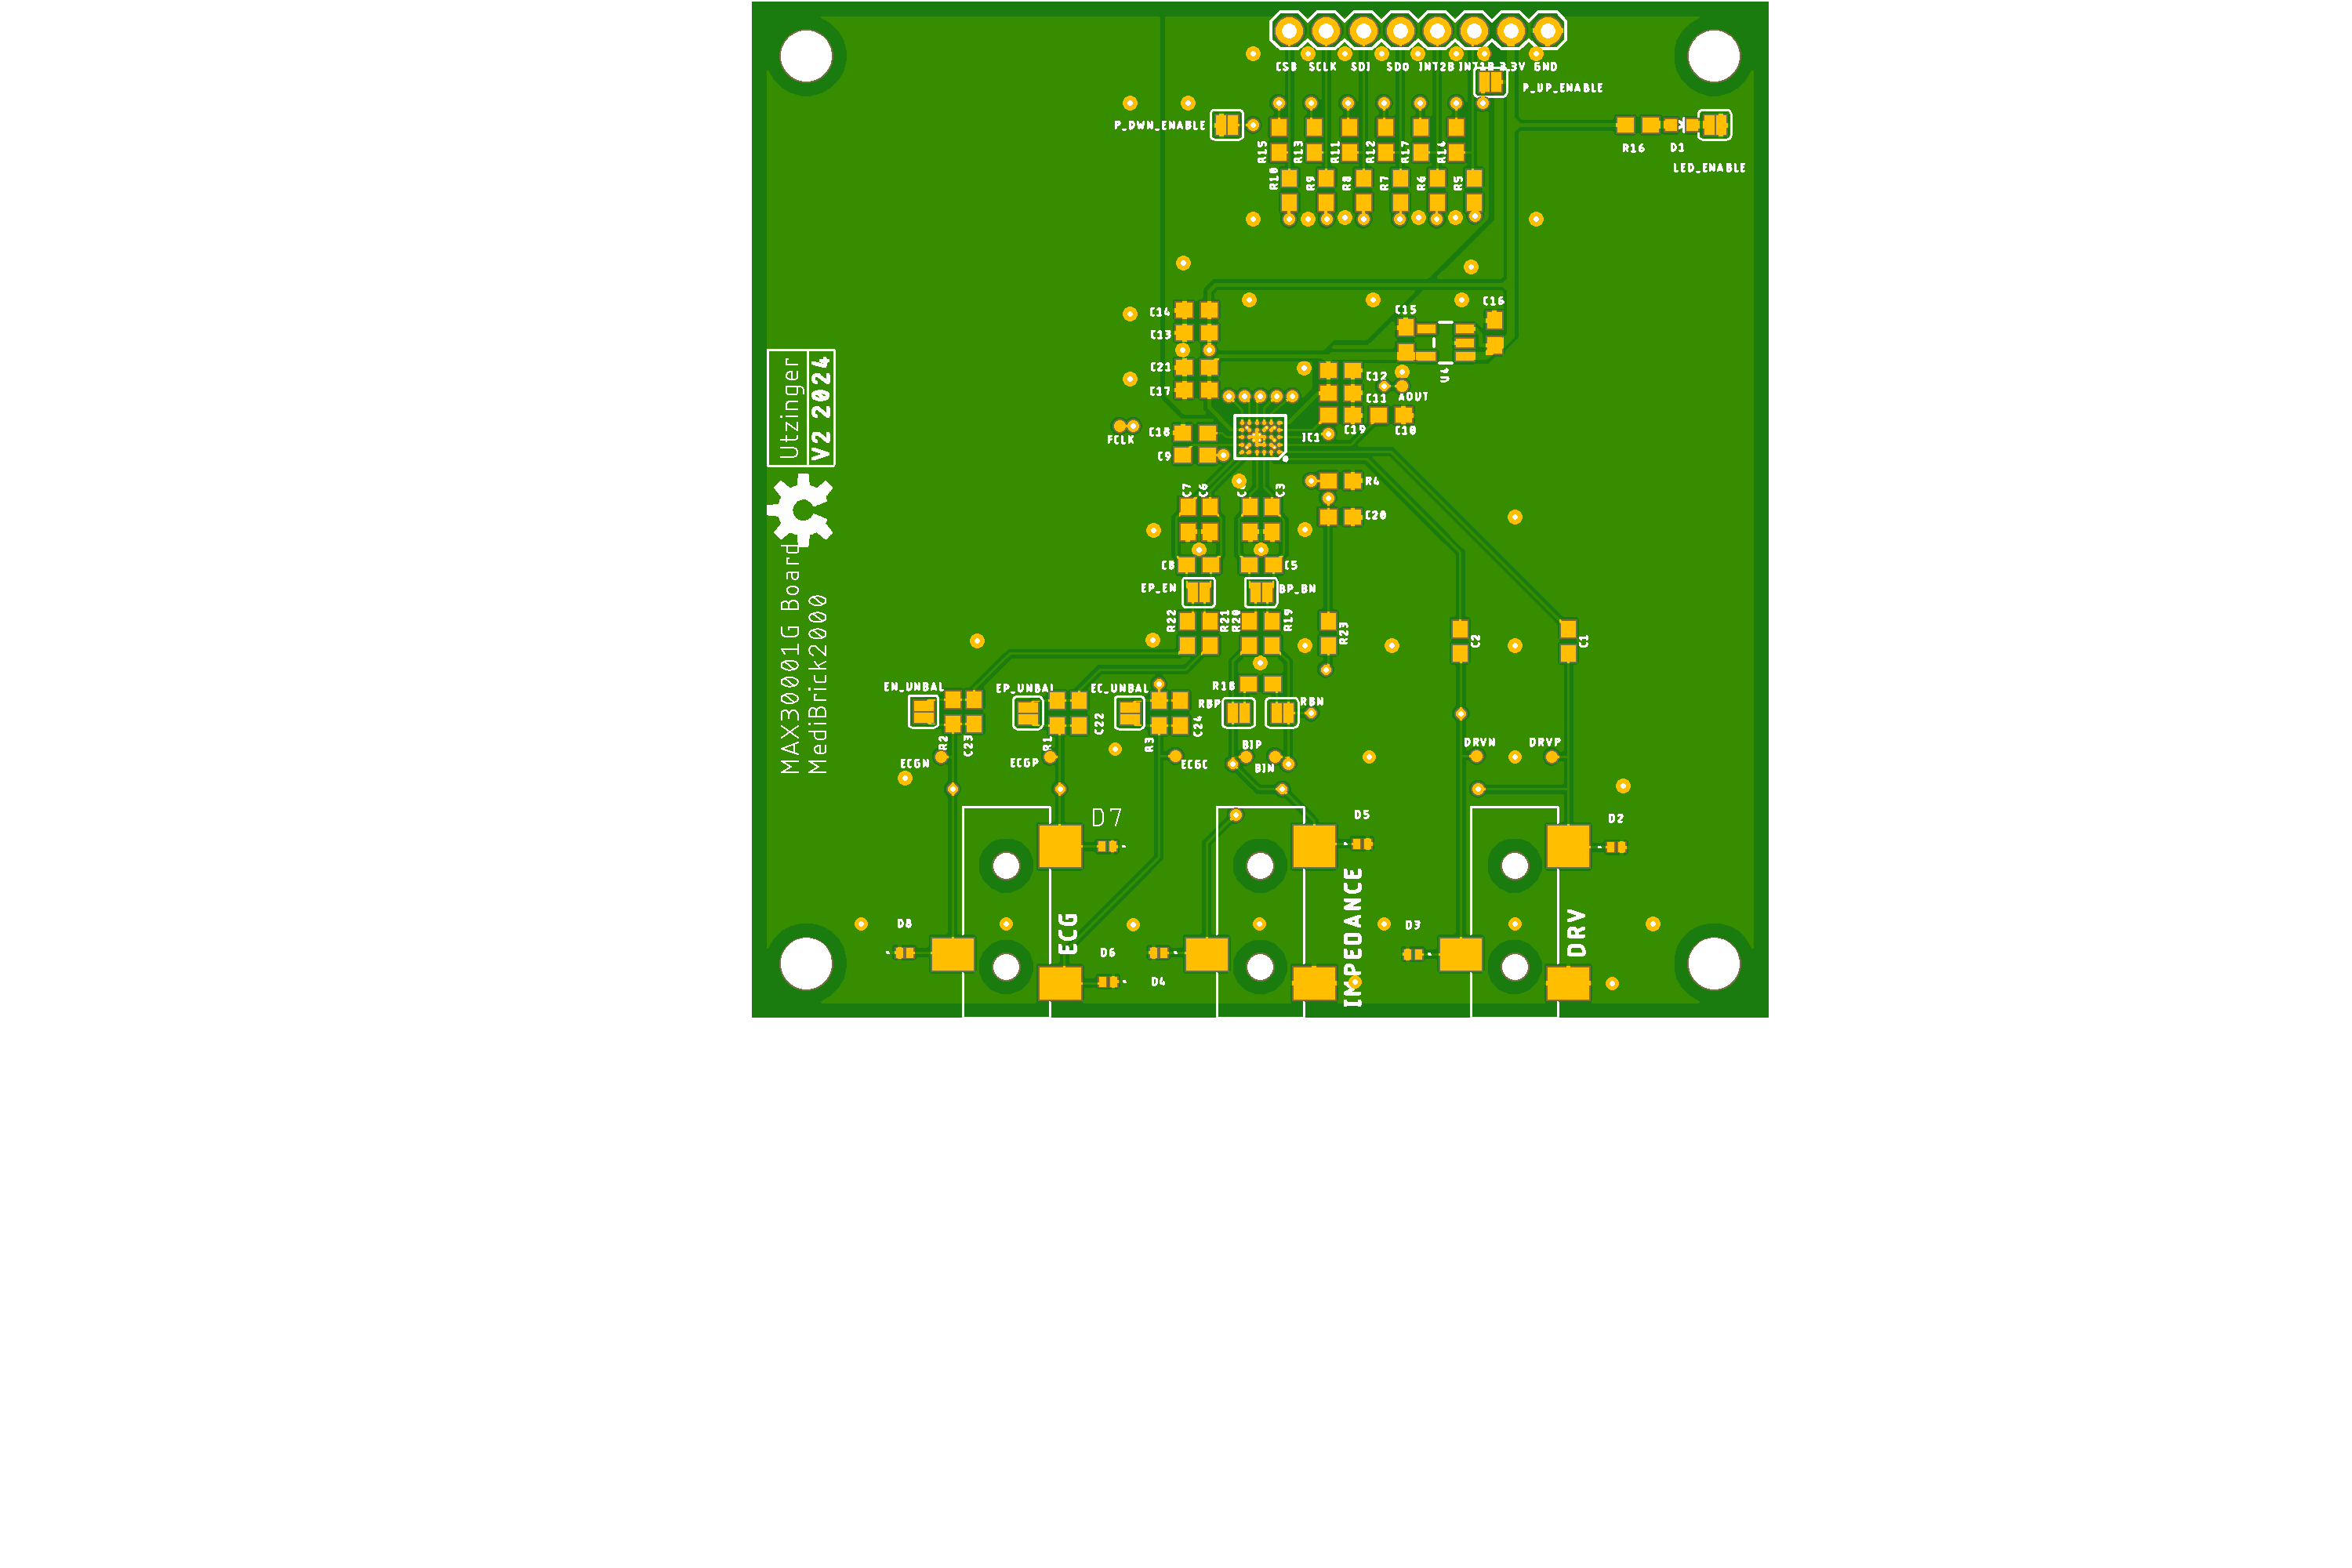 CSB SCLK SDI SDO INT2B INT1B 3.3V GND
P_UP_ENABLE
P_DWN_ENABLE
R15 R13 R11 R12 R17 R14
R16 D1
LED_ENABLE
R10 R9 R8 R7 R6 R5
C14
C15 C16
C13
C21
U4
C12
C17
C11 AOUT
C18
C19 C10
FCLK
IC1
C9
Utzinger
V2 2024
R4
C7 C6 C3
C20
C8 C5
EP_EN BP_BN
R22 R21 R20 R19
R23 C2 C1
MAX30001G Board
MediBrick2000
EN_UNBAL EP_UNBAL EC_UNBAL R18
RBP RBN
R2 C23 R1 C22 R3 C24
ECGN ECGP ECGC BIP BIN DRVN DRVP
D7 D5 D2
D8 ECG D6 D4 IMPEDANCE D3 DRV